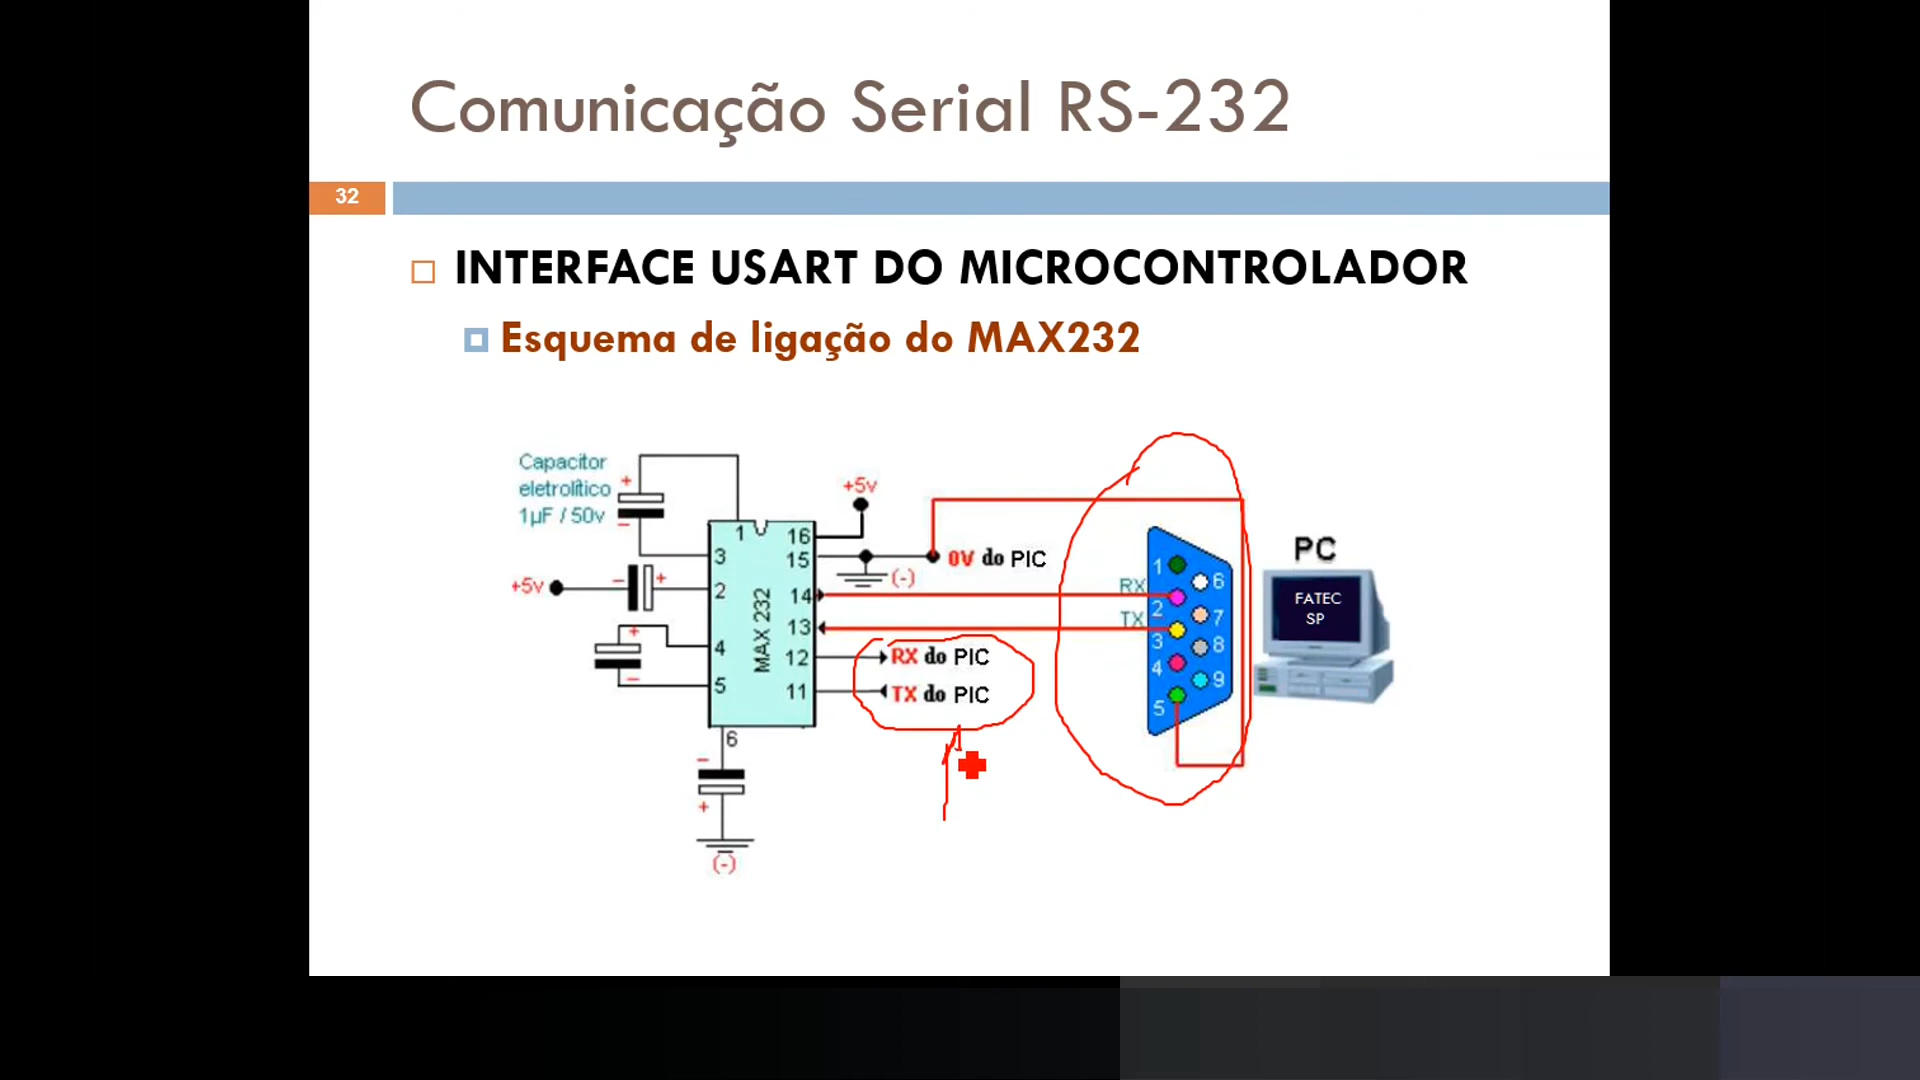 Comunicação Serial RS-232
32
INTERFACE USART DO MICROCONTROLADOR
Esquema de ligação do MAX232
Capacitor
eletrolítico
1µF / 50v
+
−
+5v
−
+
+
−
1
3
2
4
5
6
MAX 232
16
15
14
13
12
11
+5v
(-)
0V do PIC
RX do PIC
TX do PIC
−
+
(-)
RX
TX
1
2
3
4
5
6
7
8
9
PC
FATEC
SP